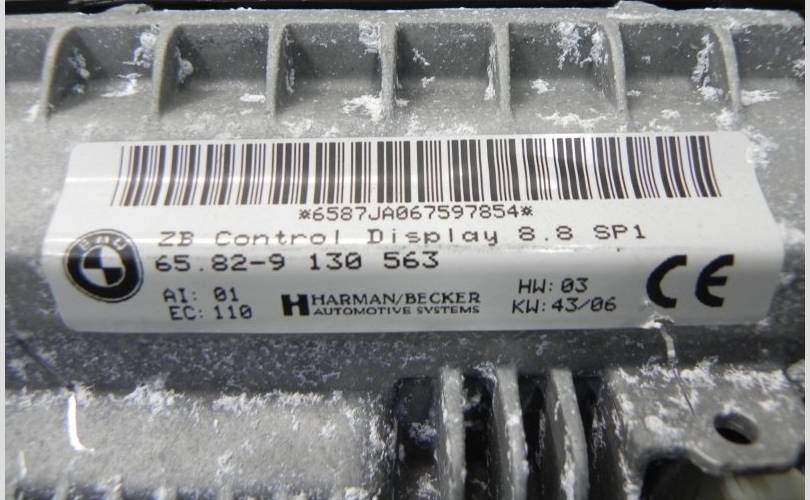 *6587JA067597854*
ZB Control Display 8.8 SP1
65.82-9 130 563
AI: 01
EC: 110
HARMAN/BECKER
AUTOMOTIVE SYSTEMS
HW: 03
KW: 43/06
CE